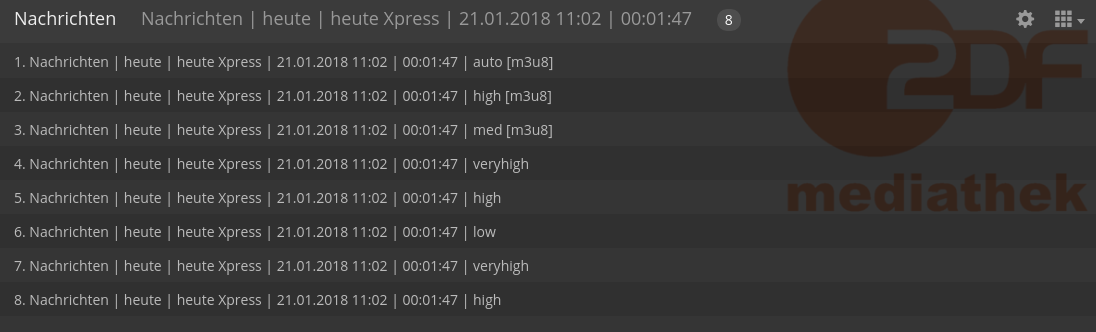 Nachrichten Nachrichten | heute | heute Xpress | 21.01.2018 11:02 | 00:01:47 8
1. Nachrichten | heute | heute Xpress | 21.01.2018 11:02 | 00:01:47 | auto [m3u8]
2. Nachrichten | heute | heute Xpress | 21.01.2018 11:02 | 00:01:47 | high [m3u8]
3. Nachrichten | heute | heute Xpress | 21.01.2018 11:02 | 00:01:47 | med [m3u8]
4. Nachrichten | heute | heute Xpress | 21.01.2018 11:02 | 00:01:47 | veryhigh
5. Nachrichten | heute | heute Xpress | 21.01.2018 11:02 | 00:01:47 | high
6. Nachrichten | heute | heute Xpress | 21.01.2018 11:02 | 00:01:47 | low
7. Nachrichten | heute | heute Xpress | 21.01.2018 11:02 | 00:01:47 | veryhigh
8. Nachrichten | heute | heute Xpress | 21.01.2018 11:02 | 00:01:47 | high
2DF
mediathek